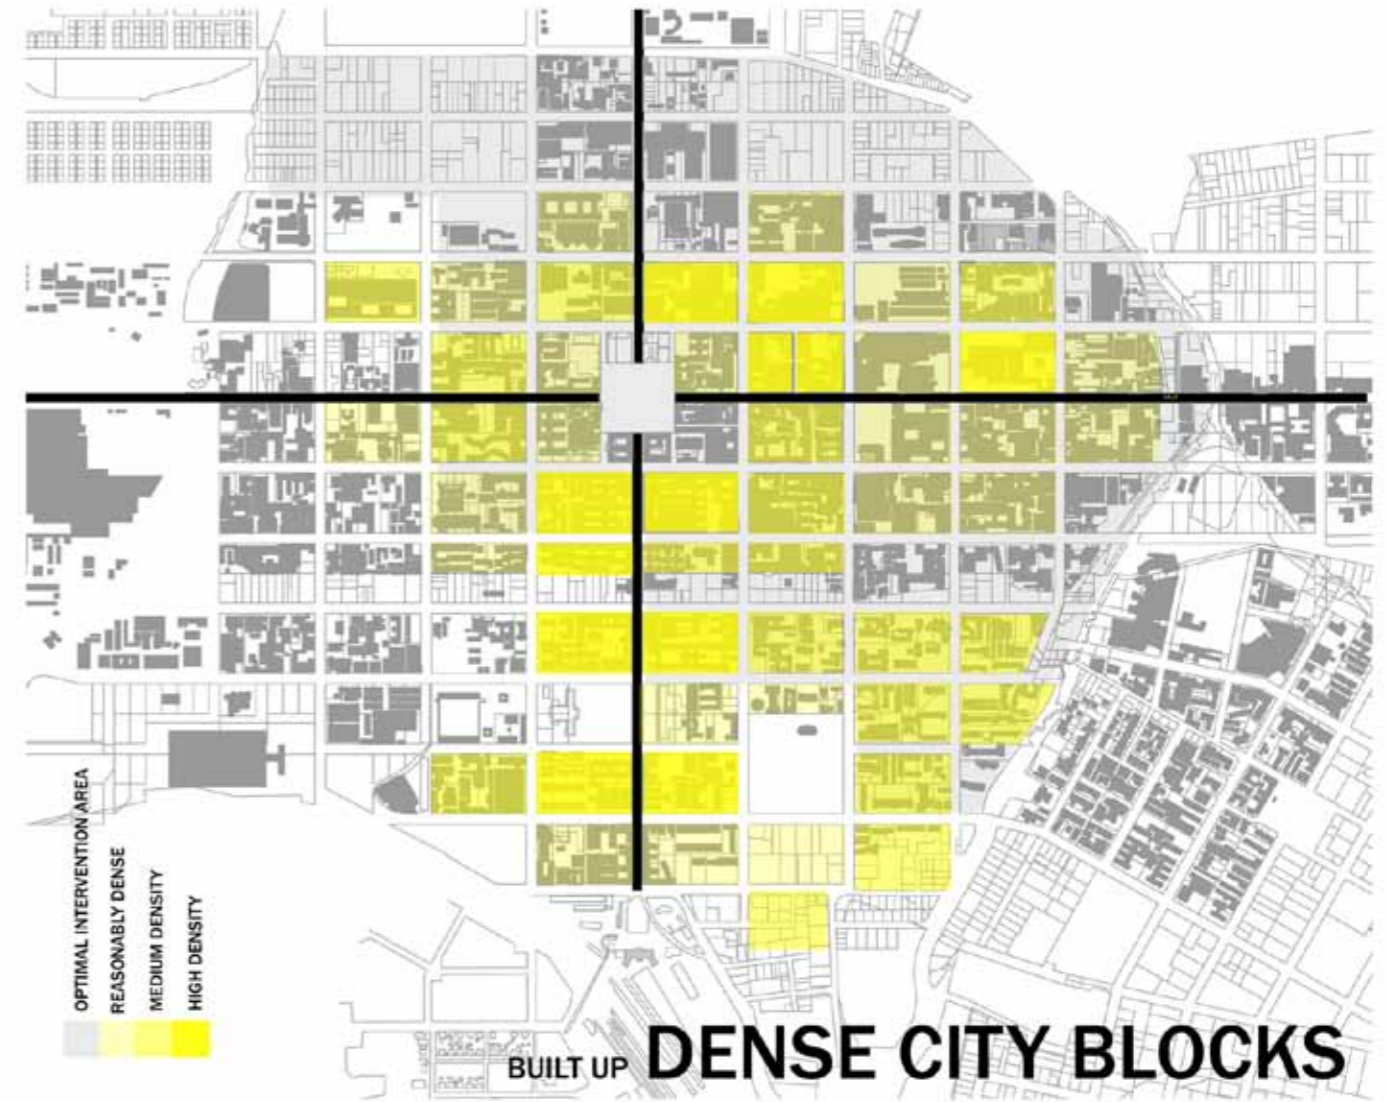 OPTIMAL INTERVENTION AREA
REASONABLY DENSE
MEDIUM DENSITY
HIGH DENSITY
BUILT UP DENSE CITY BLOCKS